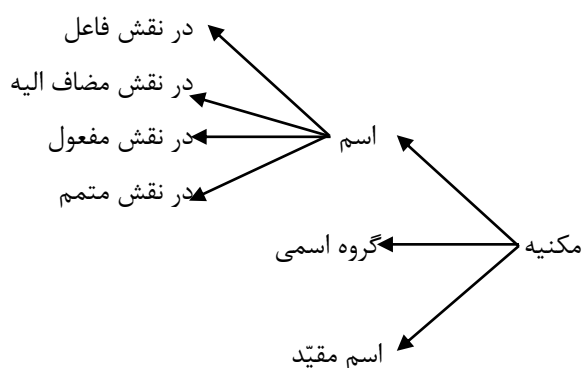 در نقش فاعل
در نقش مضاف الیه
در نقش مفعول
در نقش متمم
اسم
مکنیه
گروه اسمی
اسم مقیّد